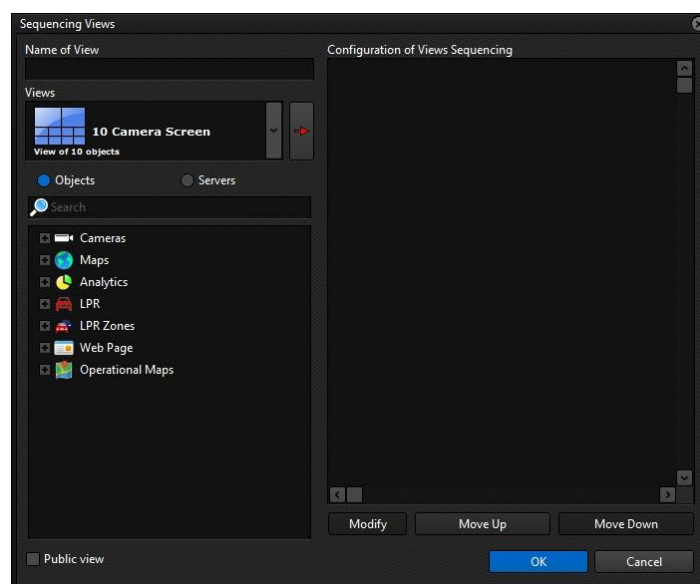 Sequencing Views
Name of View
Views
10 Camera Screen
View of 10 objects
Objects
Servers
Search
Cameras
Maps
Analytics
LPR
LPR Zones
Web Page
Operational Maps
Public view
Configuration of Views Sequencing
Modify
Move Up
Move Down
OK
Cancel